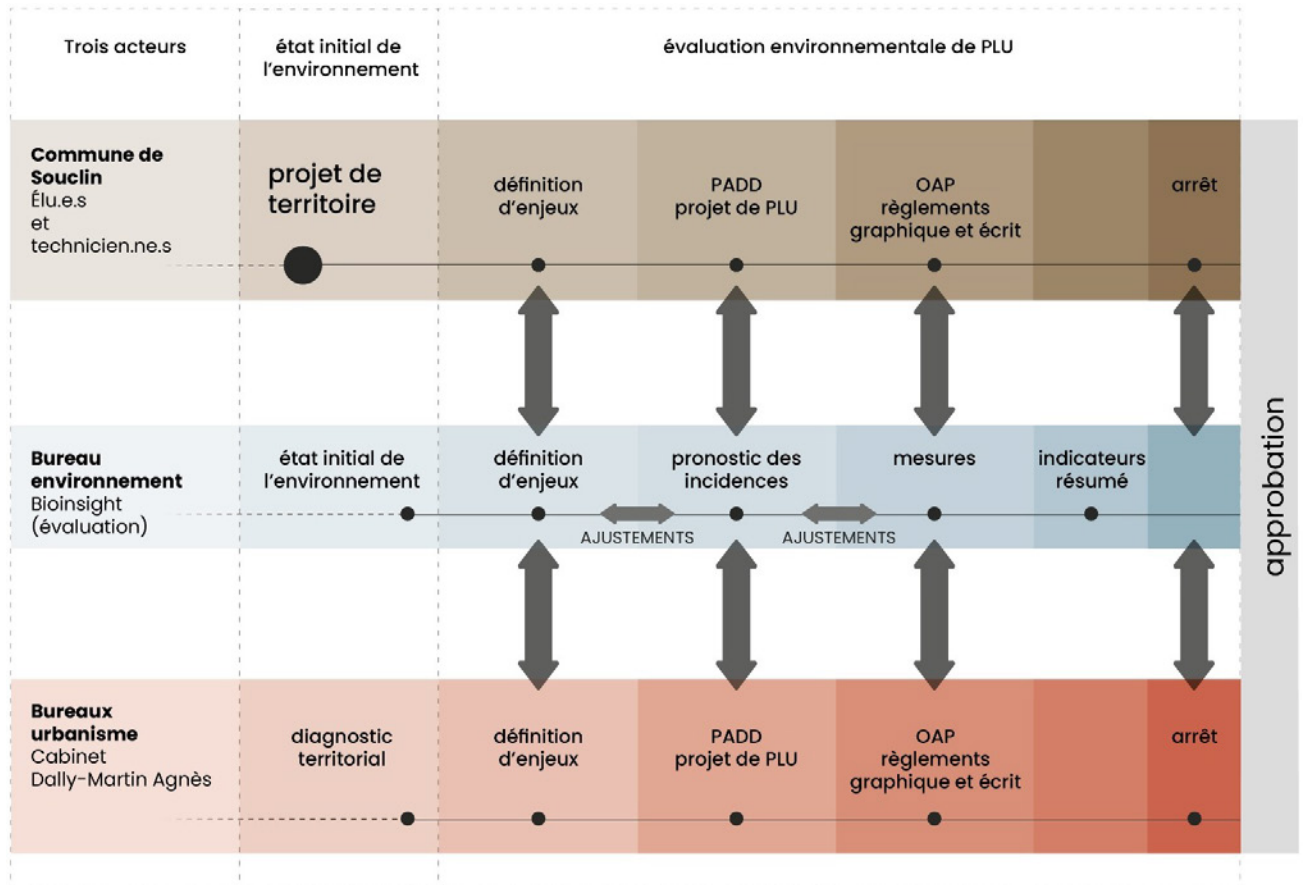 Trois acteurs
état initial de
l'environnement
évaluation environnementale de PLU
Commune de
Souclin
Élu.e.s
et
technicien.ne.s
projet de
territoire
définition
d'enjeux
PADD
projet de PLU
OAP
règlements
graphique et écrit
arrêt
Bureau
environnement
Bioinsight
(évaluation)
état initial de
l'environnement
définition
d'enjeux
pronostic des
incidences
mesures
indicateurs
résumé
AJUSTEMENTS
AJUSTEMENTS
Bureaux
urbanisme
Cabinet
Dally-Martin Agnès
diagnostic
territorial
définition
d'enjeux
PADD
projet de PLU
OAP
règlements
graphique et écrit
arrêt
approbation